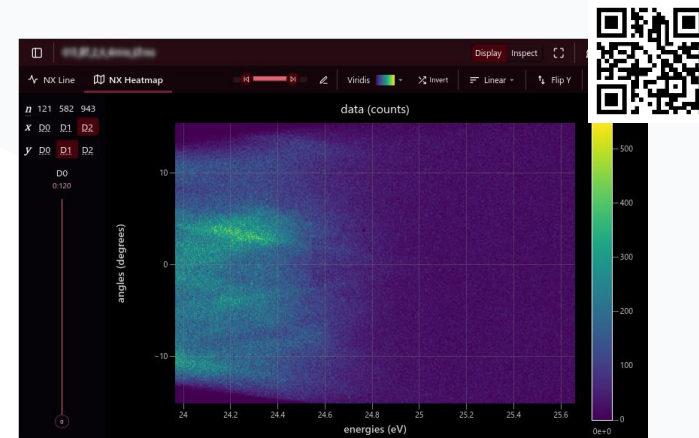 Display Inspect
NX Line NX Heatmap Viridis Invert Linear Flip Y
n 121 582 943
x D0 D1 D2
y D0 D1 D2
D0
0:120
0
data (counts)
angles (degrees)
10
0
−10
24 24.2 24.4 24.6 24.8 25 25.2 25.4 25.6
energies (eV)
500
400
300
200
100
0
0e+0